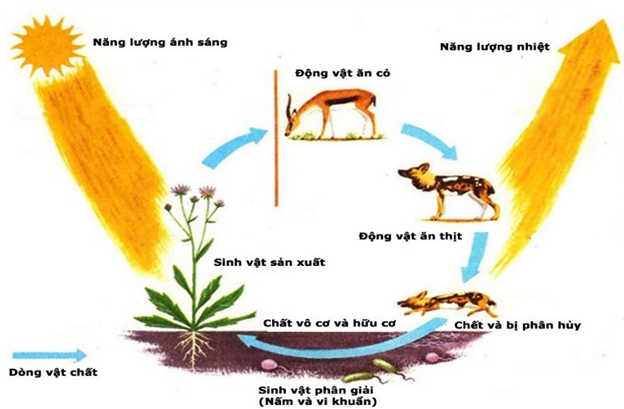 Năng lượng ánh sáng
Năng lượng nhiệt
Động vật ăn cỏ
Động vật ăn thịt
Sinh vật sản xuất
Chất vô cơ và hữu cơ
Chết và bị phân hủy
Dòng vật chất
Sinh vật phân giải
(Nấm và vi khuẩn)